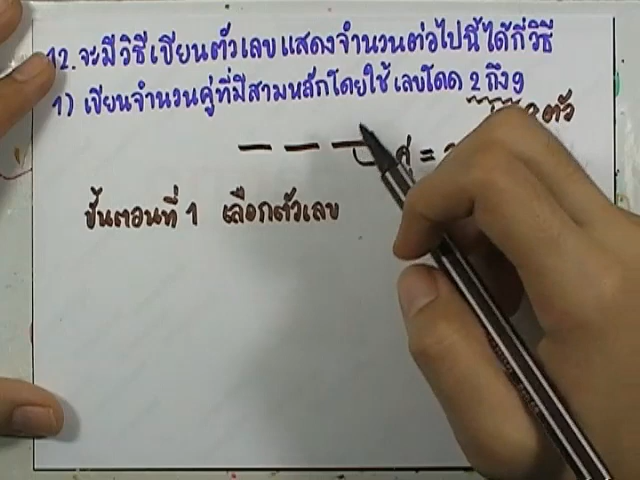 12. จะมีวิธีเขียนตัวเลขแสดงจำนวนต่อไปนี้ได้กี่วิธี
1) เขียนจำนวนคู่ที่มีสามหลักโดยใช้เลขโดด 2 ถึง 9
ตัว
คู่ =
ขั้นตอนที่ 1 เลือกตัวเลข